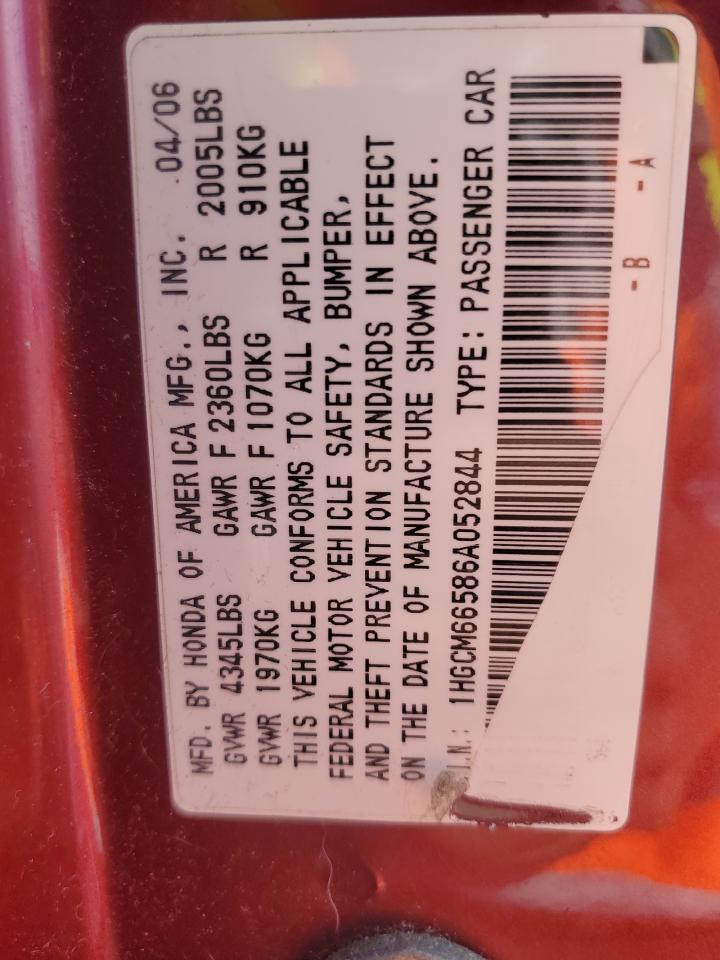 MFD. BY HONDA OF AMERICA MFG., INC. 04/06
GVWR 4345LBS GAWR F 2360LBS R 2005LBS
GVWR 1970KG GAWR F 1070KG R 910KG
THIS VEHICLE CONFORMS TO ALL APPLICABLE
FEDERAL MOTOR VEHICLE SAFETY, BUMPER,
AND THEFT PREVENTION STANDARDS IN EFFECT
ON THE DATE OF MANUFACTURE SHOWN ABOVE.
.I.N.: 1HGCM66586A052844 TYPE: PASSENGER CAR
-B -A